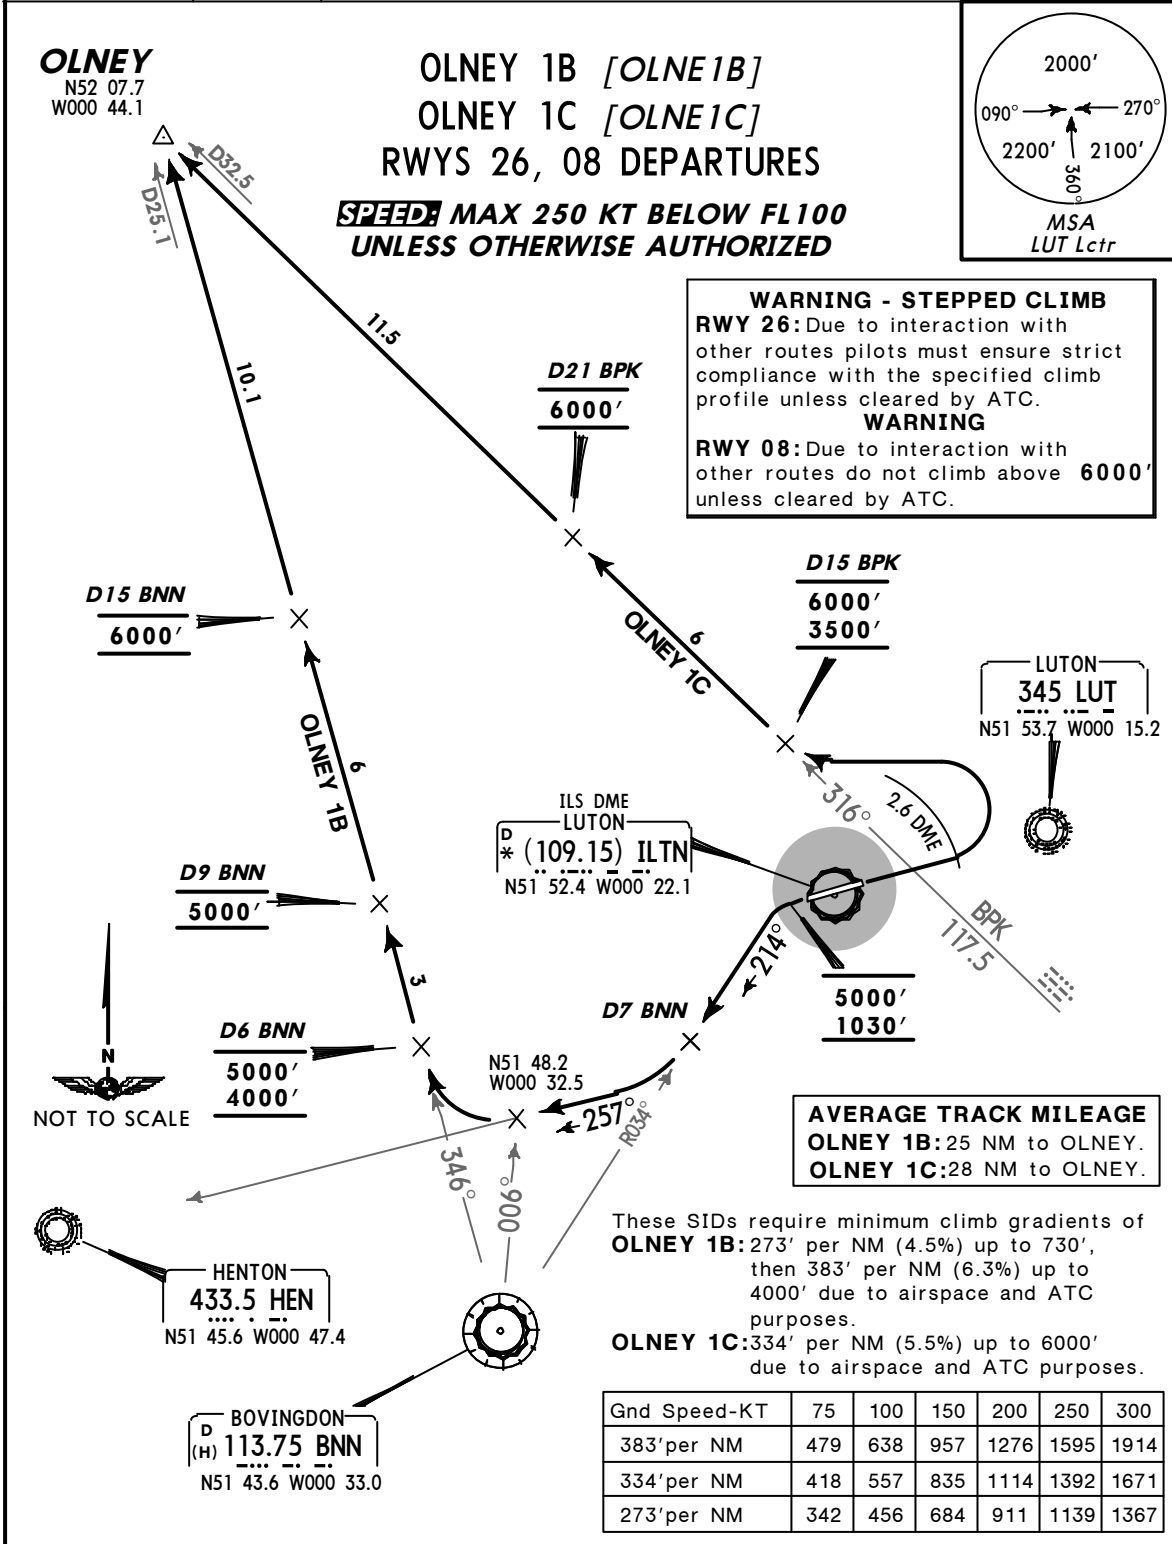 OLNEY
N52 07.7
W000 44.1
OLNEY 1B [OLNE1B]
OLNEY 1C [OLNE1C]
RWYS 26, 08 DEPARTURES
SPEED: MAX 250 KT BELOW FL100
UNLESS OTHERWISE AUTHORIZED
2000'
090°
270°
2200'
2100'
360°
MSA
LUT Lctr
D32.5
D25.1
WARNING - STEPPED CLIMB
RWY 26: Due to interaction with
other routes pilots must ensure strict
compliance with the specified climb
profile unless cleared by ATC.
WARNING
RWY 08: Due to interaction with
other routes do not climb above 6000'
unless cleared by ATC.
11.5
10.1
D21 BPK
6000'
D15 BPK
6000'
3500'
D15 BNN
6000'
6
OLNEY 1C
LUTON
345 LUT
N51 53.7 W000 15.2
6
OLNEY 1B
316°
2.6 DME
ILS DME
LUTON
D
* (109.15) ILTN
N51 52.4 W000 22.1
D9 BNN
5000'
BPK
117.5
214°
3
5000'
1030'
D7 BNN
D6 BNN
5000'
4000'
N
NOT TO SCALE
N51 48.2
W000 32.5
257°
R034°
346°
006°
AVERAGE TRACK MILEAGE
OLNEY 1B: 25 NM to OLNEY.
OLNEY 1C: 28 NM to OLNEY.
HENTON
433.5 HEN
N51 45.6 W000 47.4
These SIDs require minimum climb gradients of
OLNEY 1B: 273' per NM (4.5%) up to 730',
then 383' per NM (6.3%) up to
4000' due to airspace and ATC
purposes.
OLNEY 1C: 334' per NM (5.5%) up to 6000'
due to airspace and ATC purposes.
BOVINGDON
D
(H) 113.75 BNN
N51 43.6 W000 33.0
Gnd Speed-KT 75 100 150 200 250 300
383'per NM 479 638 957 1276 1595 1914
334'per NM 418 557 835 1114 1392 1671
273'per NM 342 456 684 911 1139 1367